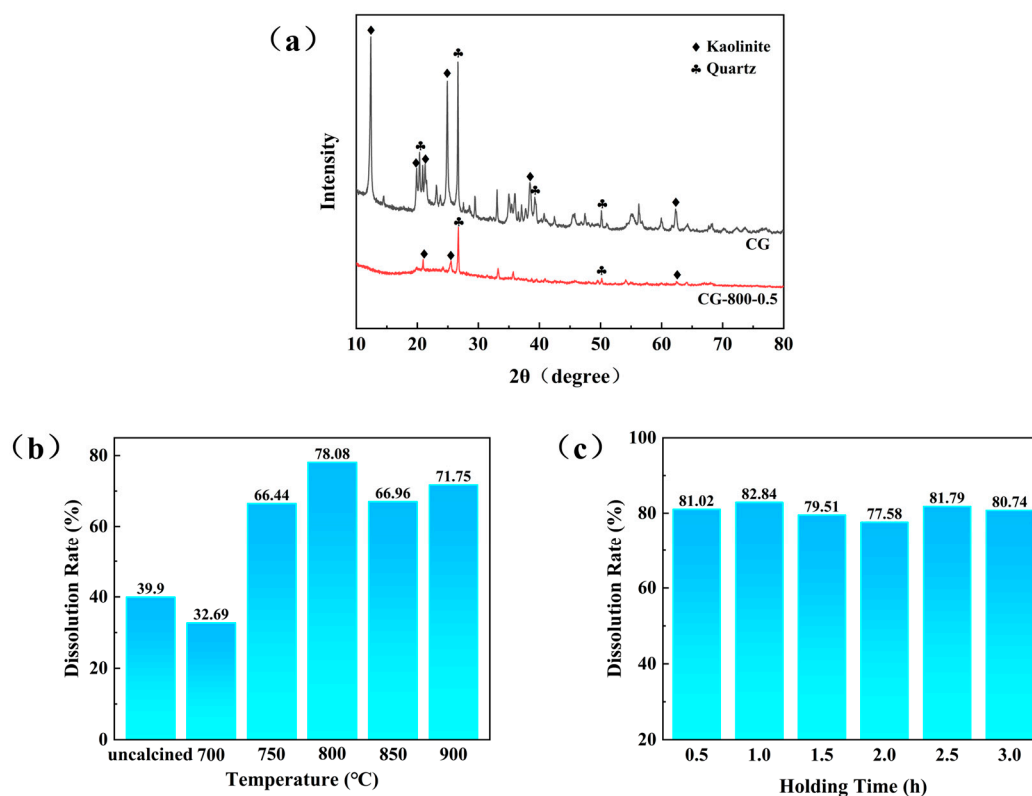 （a）
♦ Kaolinite
♣ Quartz
Intensity
CG
CG-800-0.5
10 20 30 40 50 60 70 80
2θ（degree）
（b）
Dissolution Rate (%)
80
60
40
20
0
39.9
32.69
66.44
78.08
66.96
71.75
uncalcined 700 750 800 850 900
Temperature (°C)
（c）
Dissolution Rate (%)
100
80
60
40
20
81.02
82.84
79.51
77.58
81.79
80.74
0.5 1.0 1.5 2.0 2.5 3.0
Holding Time (h)